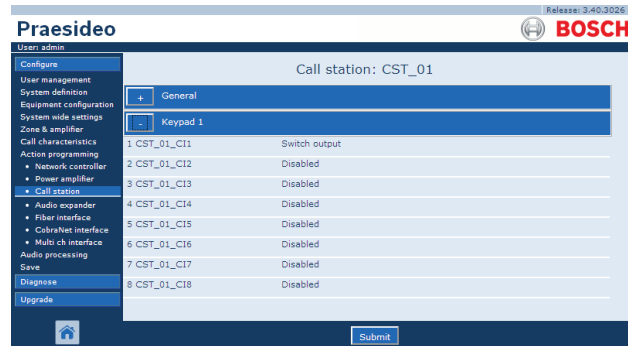 Release: 3.40.3026
Praesideo
BOSCH
User: admin
Configure
User management
System definition
Equipment configuration
System wide settings
Zone & amplifier
Call characteristics
Action programming
• Network controller
• Power amplifier
• Call station
• Audio expander
• Fiber interface
• CobraNet interface
• Multi ch interface
Audio processing
Save
Diagnose
Upgrade
Call station: CST_01
+ General
- Keypad 1
1 CST_01_CI1 Switch output
2 CST_01_CI2 Disabled
3 CST_01_CI3 Disabled
4 CST_01_CI4 Disabled
5 CST_01_CI5 Disabled
6 CST_01_CI6 Disabled
7 CST_01_CI7 Disabled
8 CST_01_CI8 Disabled
Submit